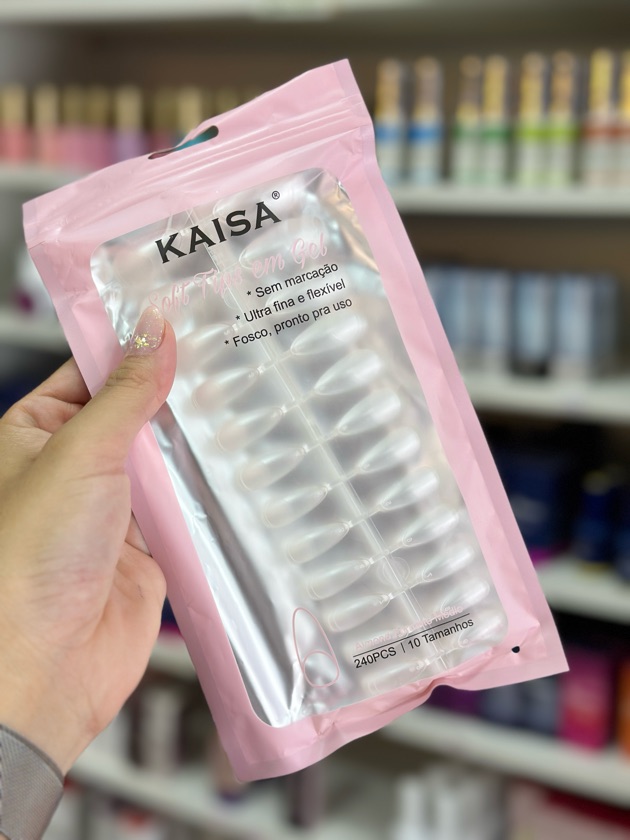 KAISA®
Soft Tips em Gel
* Sem marcação
* Ultra fina e flexível
* Fosco, pronto pra uso
240PCS | 10 Tamanhos